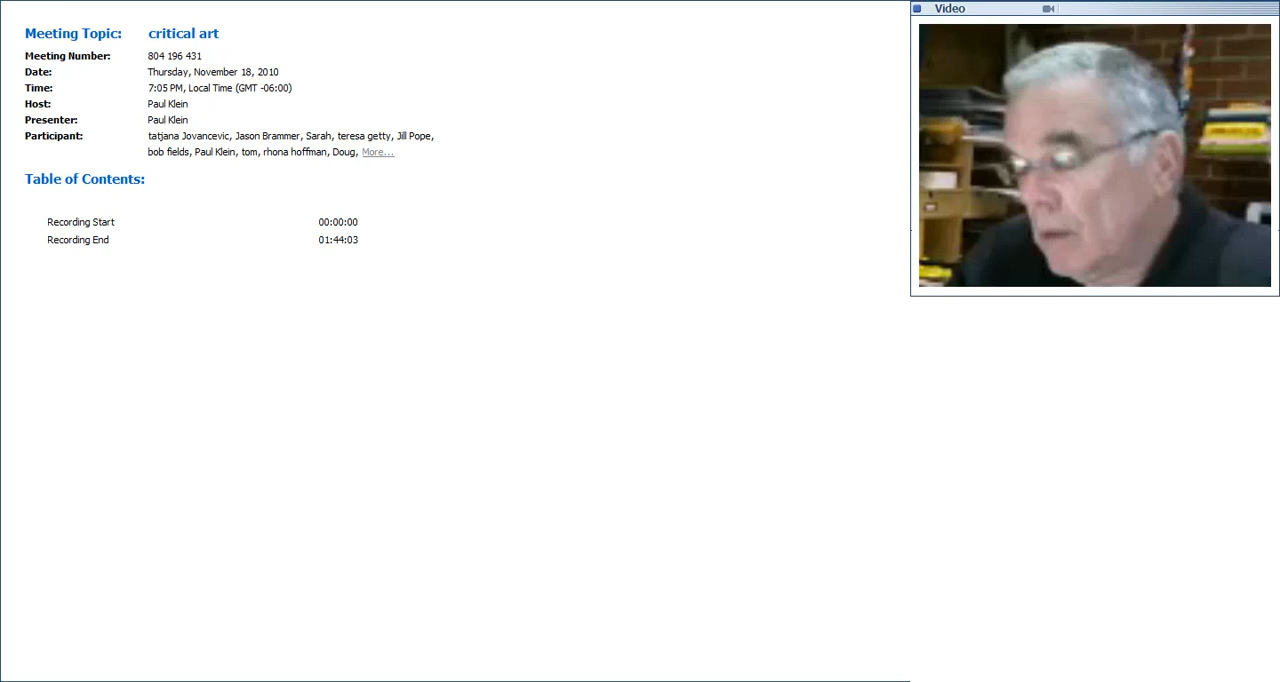 Meeting Topic: critical art
Meeting Number: 804 196 431
Date: Thursday, November 18, 2010
Time: 7:05 PM, Local Time (GMT -06:00)
Host: Paul Klein
Presenter: Paul Klein
Participant: tatjana Jovancevic, Jason Brammer, Sarah, teresa getty, Jill Pope,
bob fields, Paul Klein, tom, rhona hoffman, Doug, More...
Table of Contents:
Recording Start 00:00:00
Recording End 01:44:03
Video